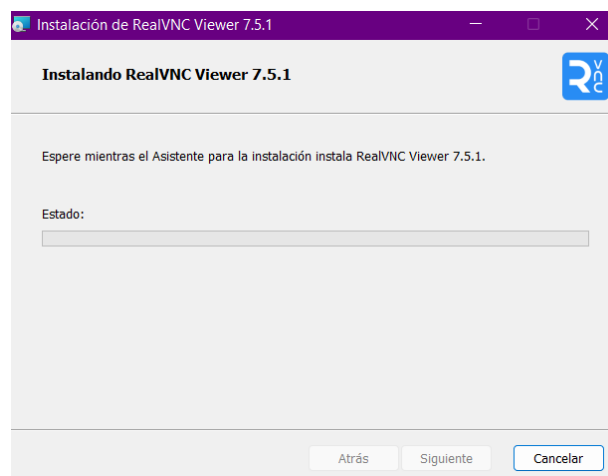 Instalación de RealVNC Viewer 7.5.1
Instalando RealVNC Viewer 7.5.1
R VNC
Espere mientras el Asistente para la instalación instala RealVNC Viewer 7.5.1.
Estado:
Atrás Siguiente Cancelar